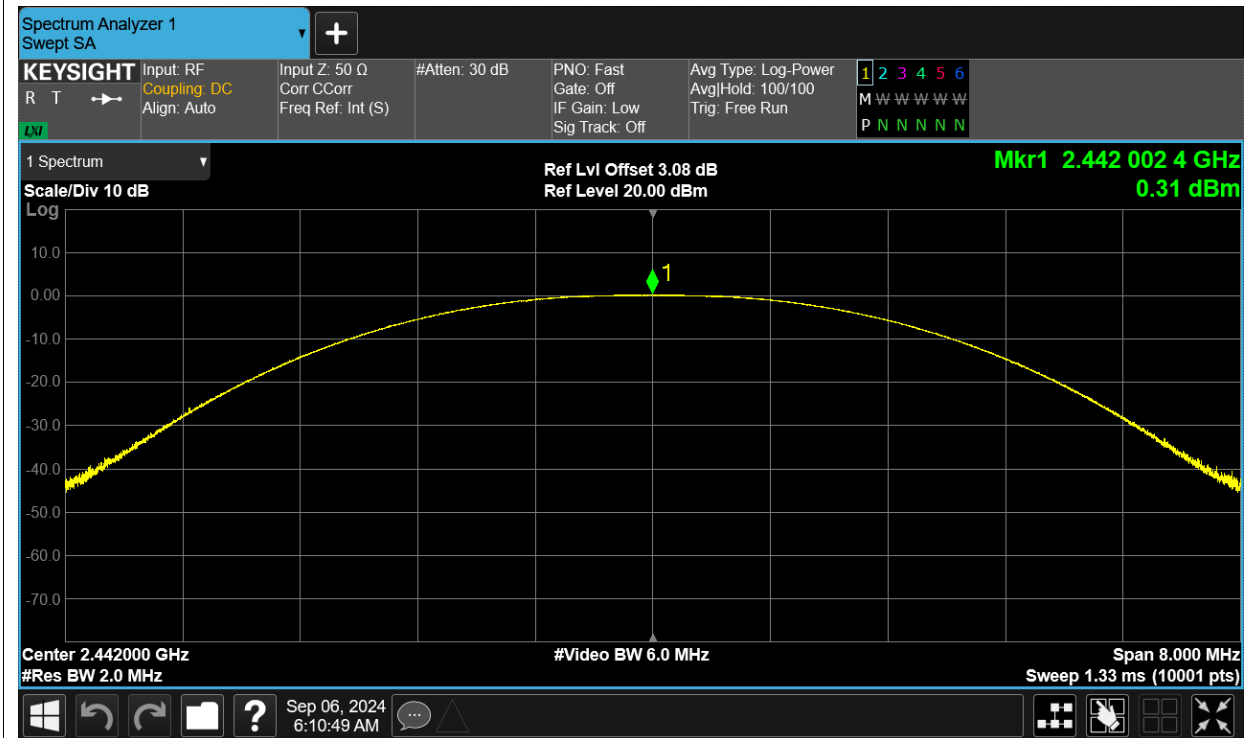 Spectrum Analyzer 1
Swept SA
KEYSIGHT
R T
LXI
Input: RF
Coupling: DC
Align: Auto
Input Z: 50 Ω
Corr CCorr
Freq Ref: Int (S)
#Atten: 30 dB
PNO: Fast
Gate: Off
IF Gain: Low
Sig Track: Off
Avg Type: Log-Power
Avg|Hold: 100/100
Trig: Free Run
1 2 3 4 5 6
M W W W W W
P N N N N N
1 Spectrum
Scale/Div 10 dB
Log
Ref Lvl Offset 3.08 dB
Ref Level 20.00 dBm
Mkr1 2.442 002 4 GHz
0.31 dBm
10.0
0.00
-10.0
-20.0
-30.0
-40.0
-50.0
-60.0
-70.0
1
Center 2.442000 GHz
#Res BW 2.0 MHz
#Video BW 6.0 MHz
Span 8.000 MHz
Sweep 1.33 ms (10001 pts)
?
Sep 06, 2024
6:10:49 AM